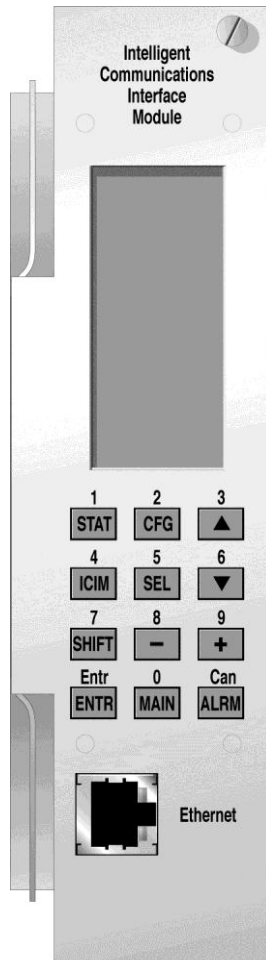 Intelligent
Communications
Interface
Module
1 2 3
STAT CFG ▲
4 5 6
ICIM SEL ▼
7 8 9
SHIFT − +
Entr 0 Can
ENTR MAIN ALRM
Ethernet